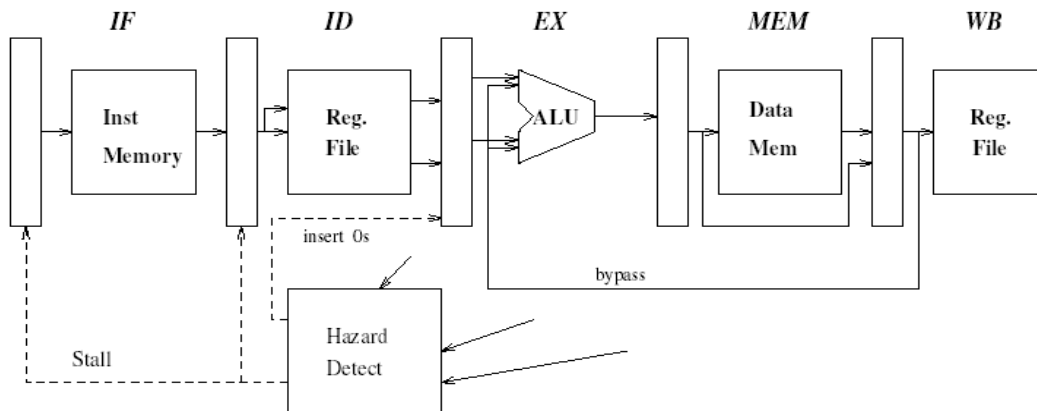 IF
ID
EX
MEM
WB
Inst
Memory
Reg.
File
ALU
Data
Mem
Reg.
File
insert 0s
bypass
Hazard
Detect
Stall